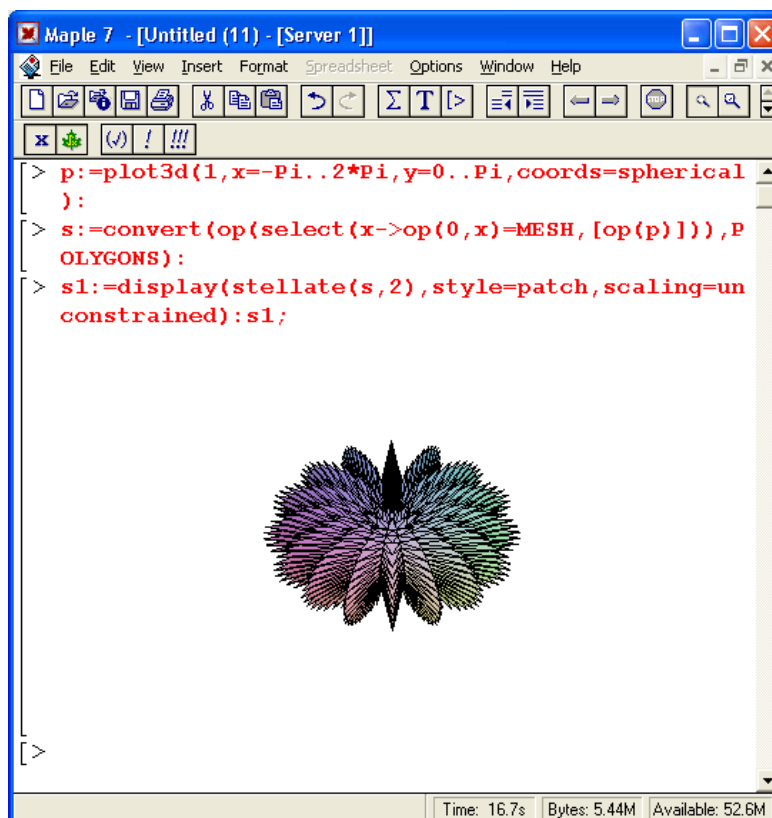 Maple 7 - [Untitled (11) - [Server 1]]
File Edit View Insert Format Spreadsheet Options Window Help
Σ T [>
STOP
x (√) ! !!!
[> p:=plot3d(1,x=-Pi..2*Pi,y=0..Pi,coords=spherical
):
[> s:=convert(op(select(x->op(0,x)=MESH,[op(p)])),P
OLYGONS):
[> s1:=display(stellate(s,2),style=patch,scaling=un
constrained):s1;
[>
Time: 16.7s Bytes: 5.44M Available: 52.6M